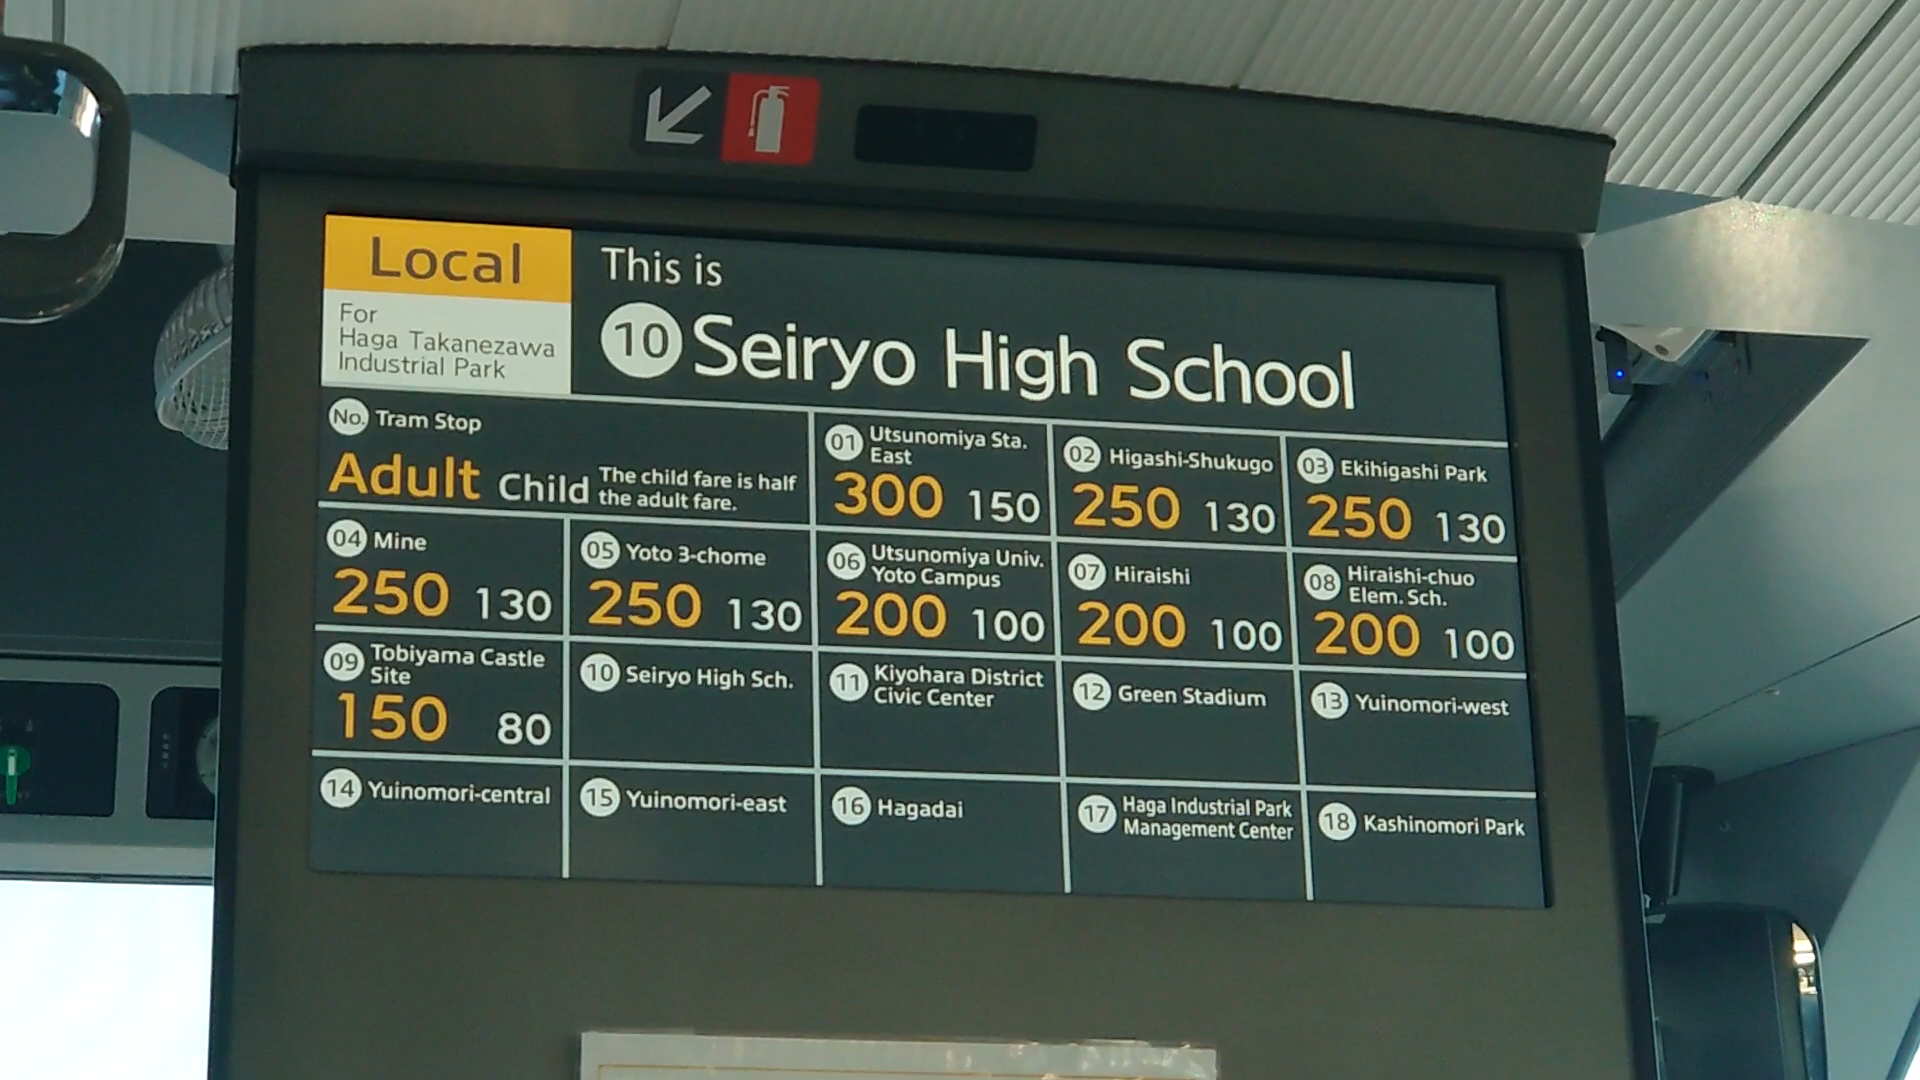 Local
For
Haga Takanezawa
Industrial Park
This is
10 Seiryo High School
No. Tram Stop
Adult Child The child fare is half
the adult fare.
01 Utsunomiya Sta.
East
300 150
02 Higashi-Shukugo
250 130
03 Ekihigashi Park
250 130
04 Mine
250 130
05 Yoto 3-chome
250 130
06 Utsunomiya Univ.
Yoto Campus
200 100
07 Hiraishi
200 100
08 Hiraishi-chuo
Elem. Sch.
200 100
09 Tobiyama Castle
Site
150 80
10 Seiryo High Sch.
11 Kiyohara District
Civic Center
12 Green Stadium
13 Yuinomori-west
14 Yuinomori-central
15 Yuinomori-east
16 Hagadai
17 Haga Industrial Park
Management Center
18 Kashinomori Park